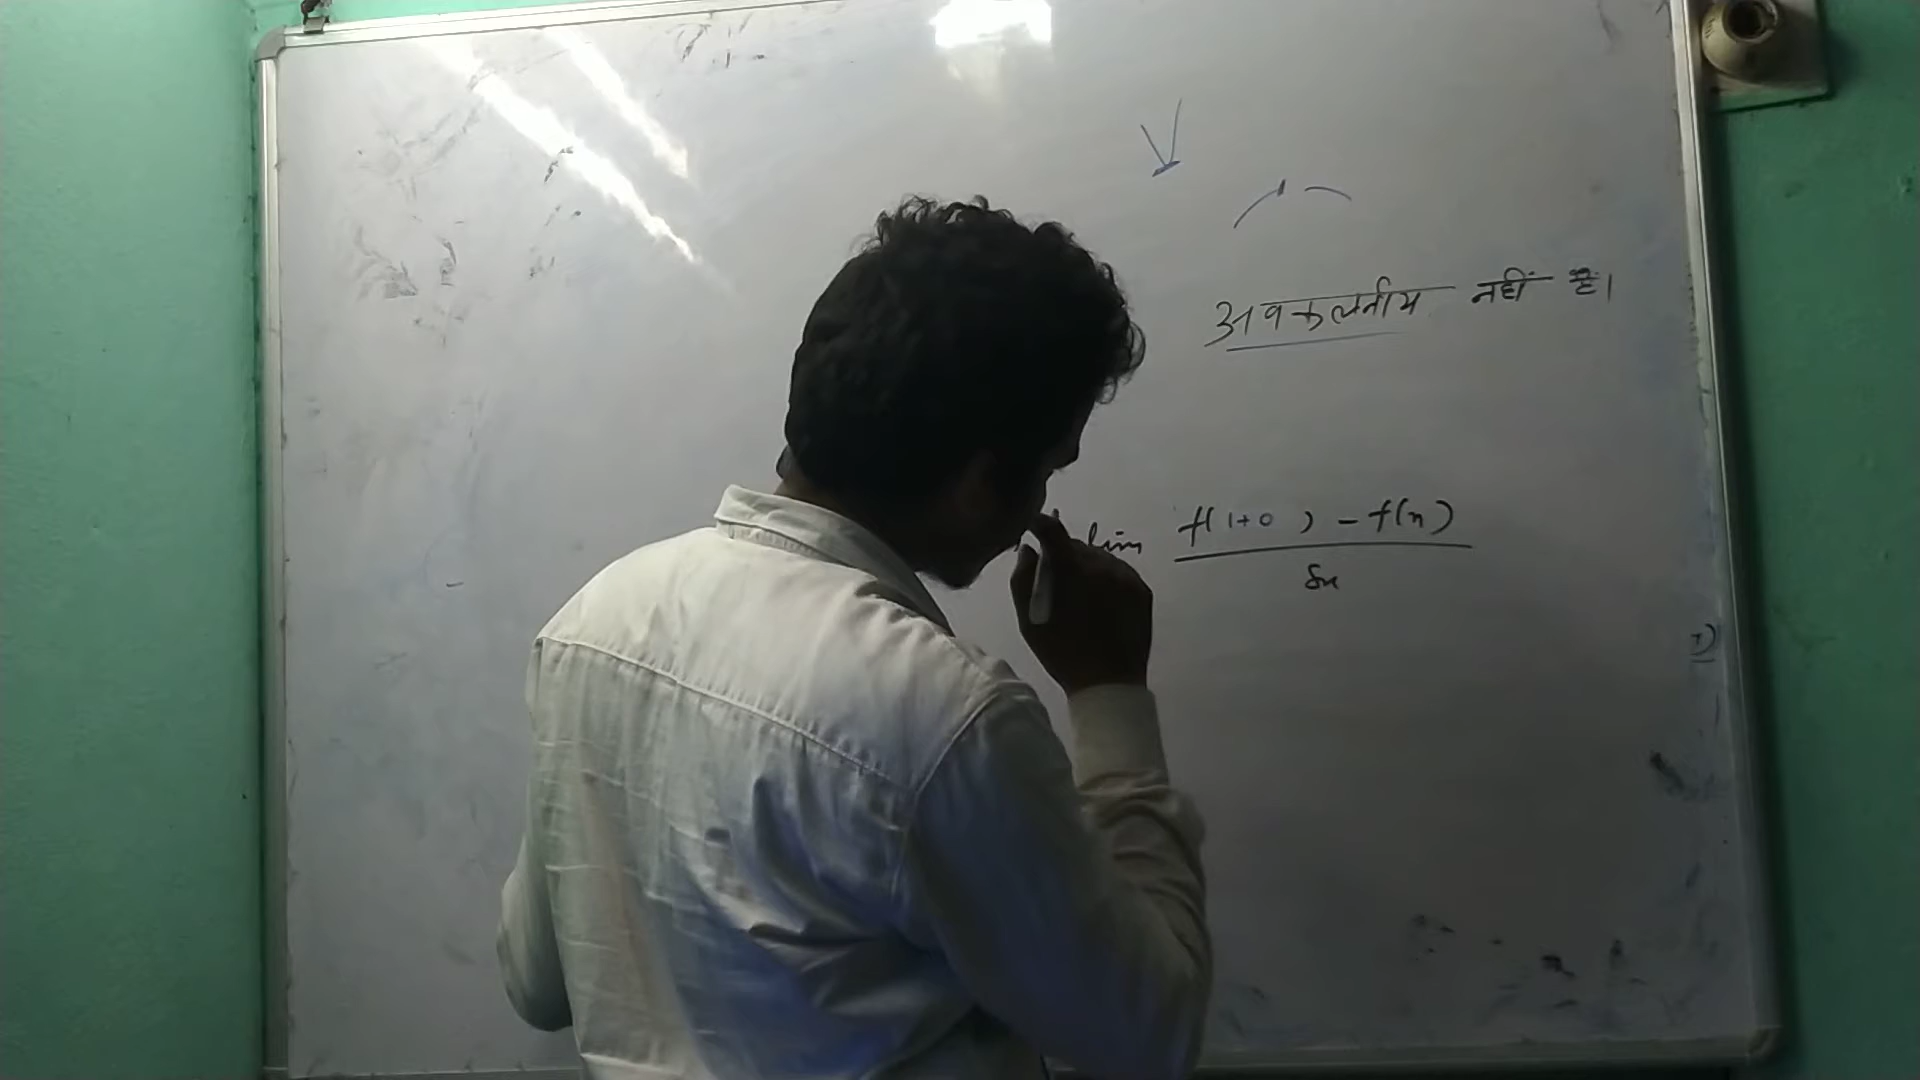 अवकलनीय नहीं है।
lim f(1+0) - f(x)
δx